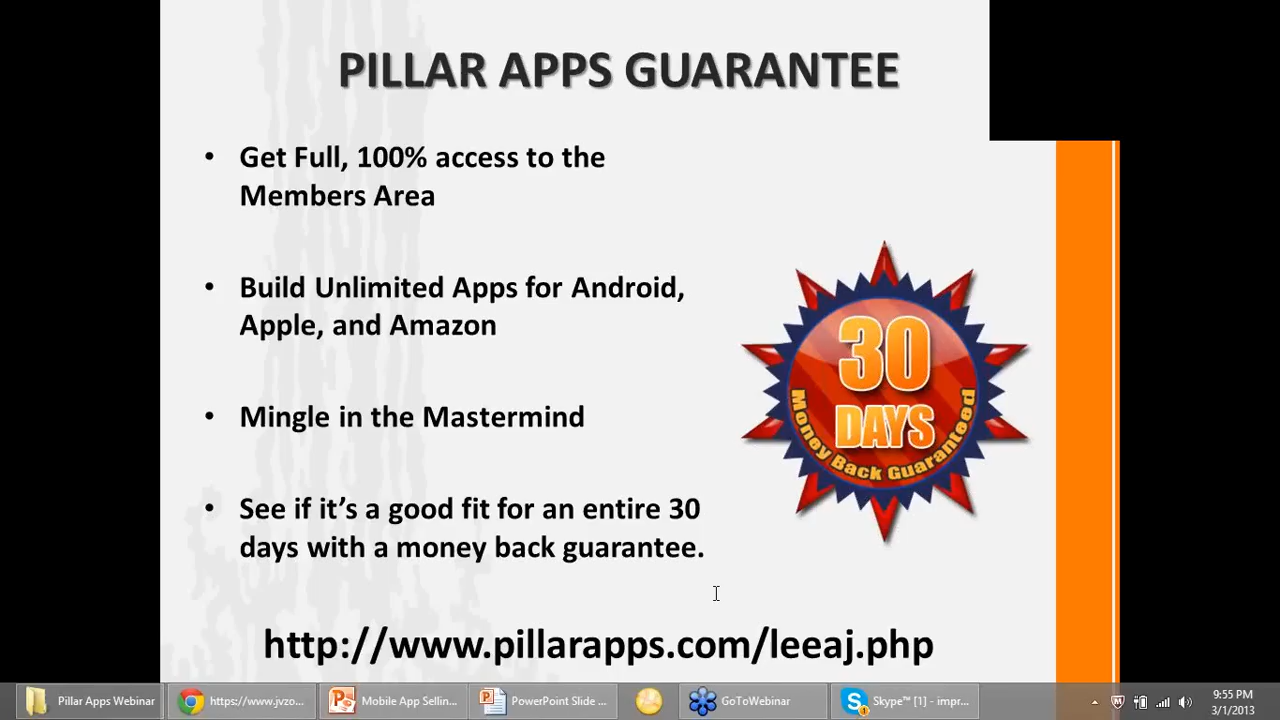 PILLAR APPS GUARANTEE
• Get Full, 100% access to the
Members Area
• Build Unlimited Apps for Android,
Apple, and Amazon
• Mingle in the Mastermind
• See if it’s a good fit for an entire 30
days with a money back guarantee.
30
DAYS
Money Back Guaranteed
http://www.pillarapps.com/leeaj.php
Pillar Apps Webinar
https://www.jvzo...
Mobile App Sellin...
PowerPoint Slide ...
GoToWebinar
Skype™ [1] - impr...
9:55 PM
3/1/2013